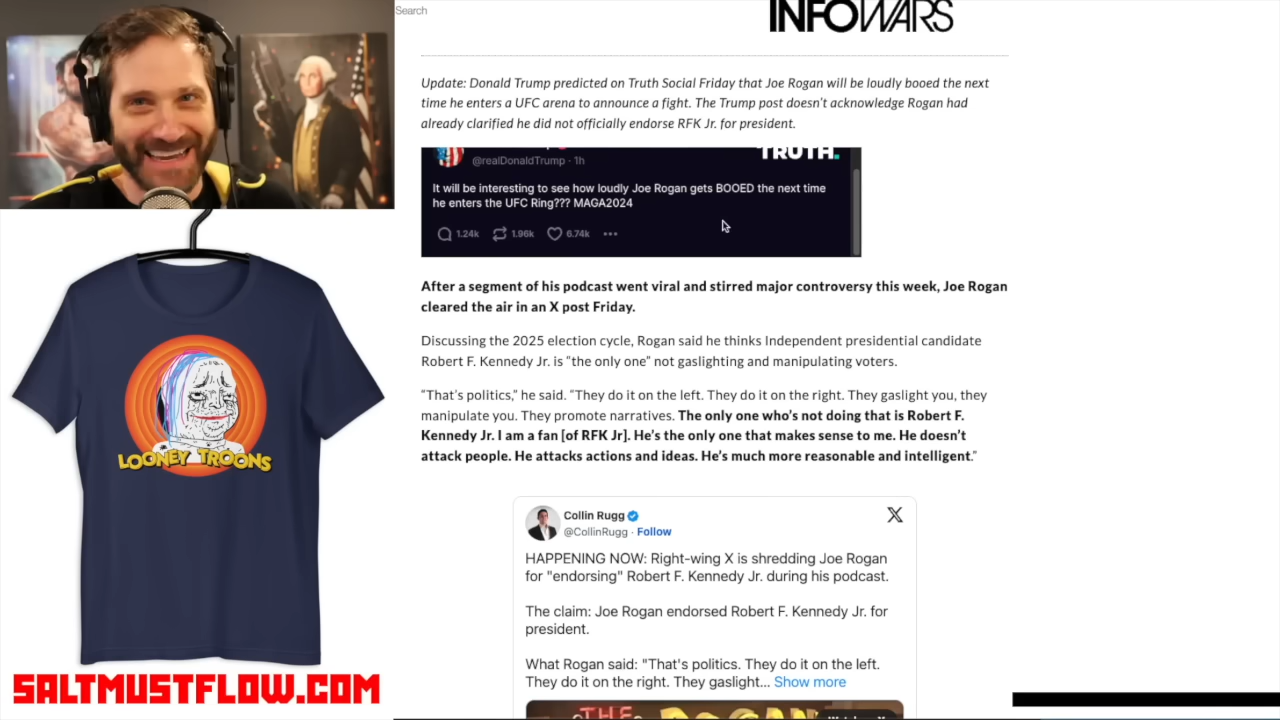 Search
INFOWARS
Update: Donald Trump predicted on Truth Social Friday that Joe Rogan will be loudly booed the next
time he enters a UFC arena to announce a fight. The Trump post doesn't acknowledge Rogan had
already clarified he did not officially endorse RFK Jr. for president.
TRUTH.
@realDonaldTrump · 1h
It will be interesting to see how loudly Joe Rogan gets BOOED the next time
he enters the UFC Ring??? MAGA2024
1.24k 1.96k 6.74k
After a segment of his podcast went viral and stirred major controversy this week, Joe Rogan
cleared the air in an X post Friday.
Discussing the 2025 election cycle, Rogan said he thinks Independent presidential candidate
Robert F. Kennedy Jr. is “the only one” not gaslighting and manipulating voters.
“That’s politics,” he said. “They do it on the left. They do it on the right. They gaslight you, they
manipulate you. They promote narratives. The only one who’s not doing that is Robert F.
Kennedy Jr. I am a fan [of RFK Jr]. He’s the only one that makes sense to me. He doesn’t
attack people. He attacks actions and ideas. He’s much more reasonable and intelligent.”
Collin Rugg
@CollinRugg · Follow
HAPPENING NOW: Right-wing X is shredding Joe Rogan
for "endorsing" Robert F. Kennedy Jr. during his podcast.
The claim: Joe Rogan endorsed Robert F. Kennedy Jr. for
president.
What Rogan said: "That's politics. They do it on the left.
They do it on the right. They gaslight... Show more
THE
LOONEY TROONS
SALTMUSTFLOW.COM